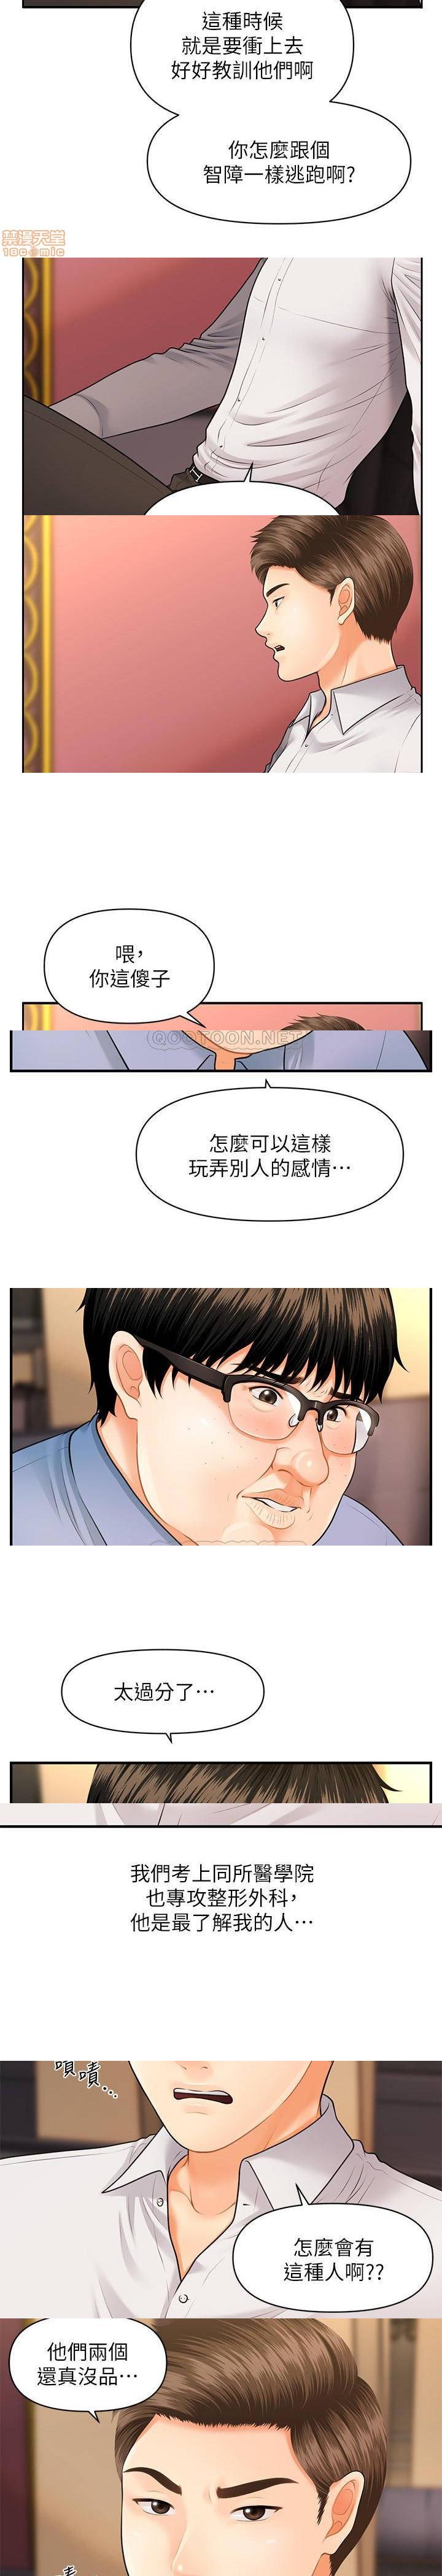 這種時候
就是要衝上去
好好教訓他們啊
你怎麼跟個
智障一樣逃跑啊?
禁漫天堂
18comic
喂,
你這傻子
QOOTOON.NET
怎麼可以這樣
玩弄別人的感情…
太過分了…
我們考上同所醫學院
也專攻整形外科,
他是最了解我的人…
嘖嘖…
怎麼會有
這種人啊??
他們兩個
還真沒品…
嘖